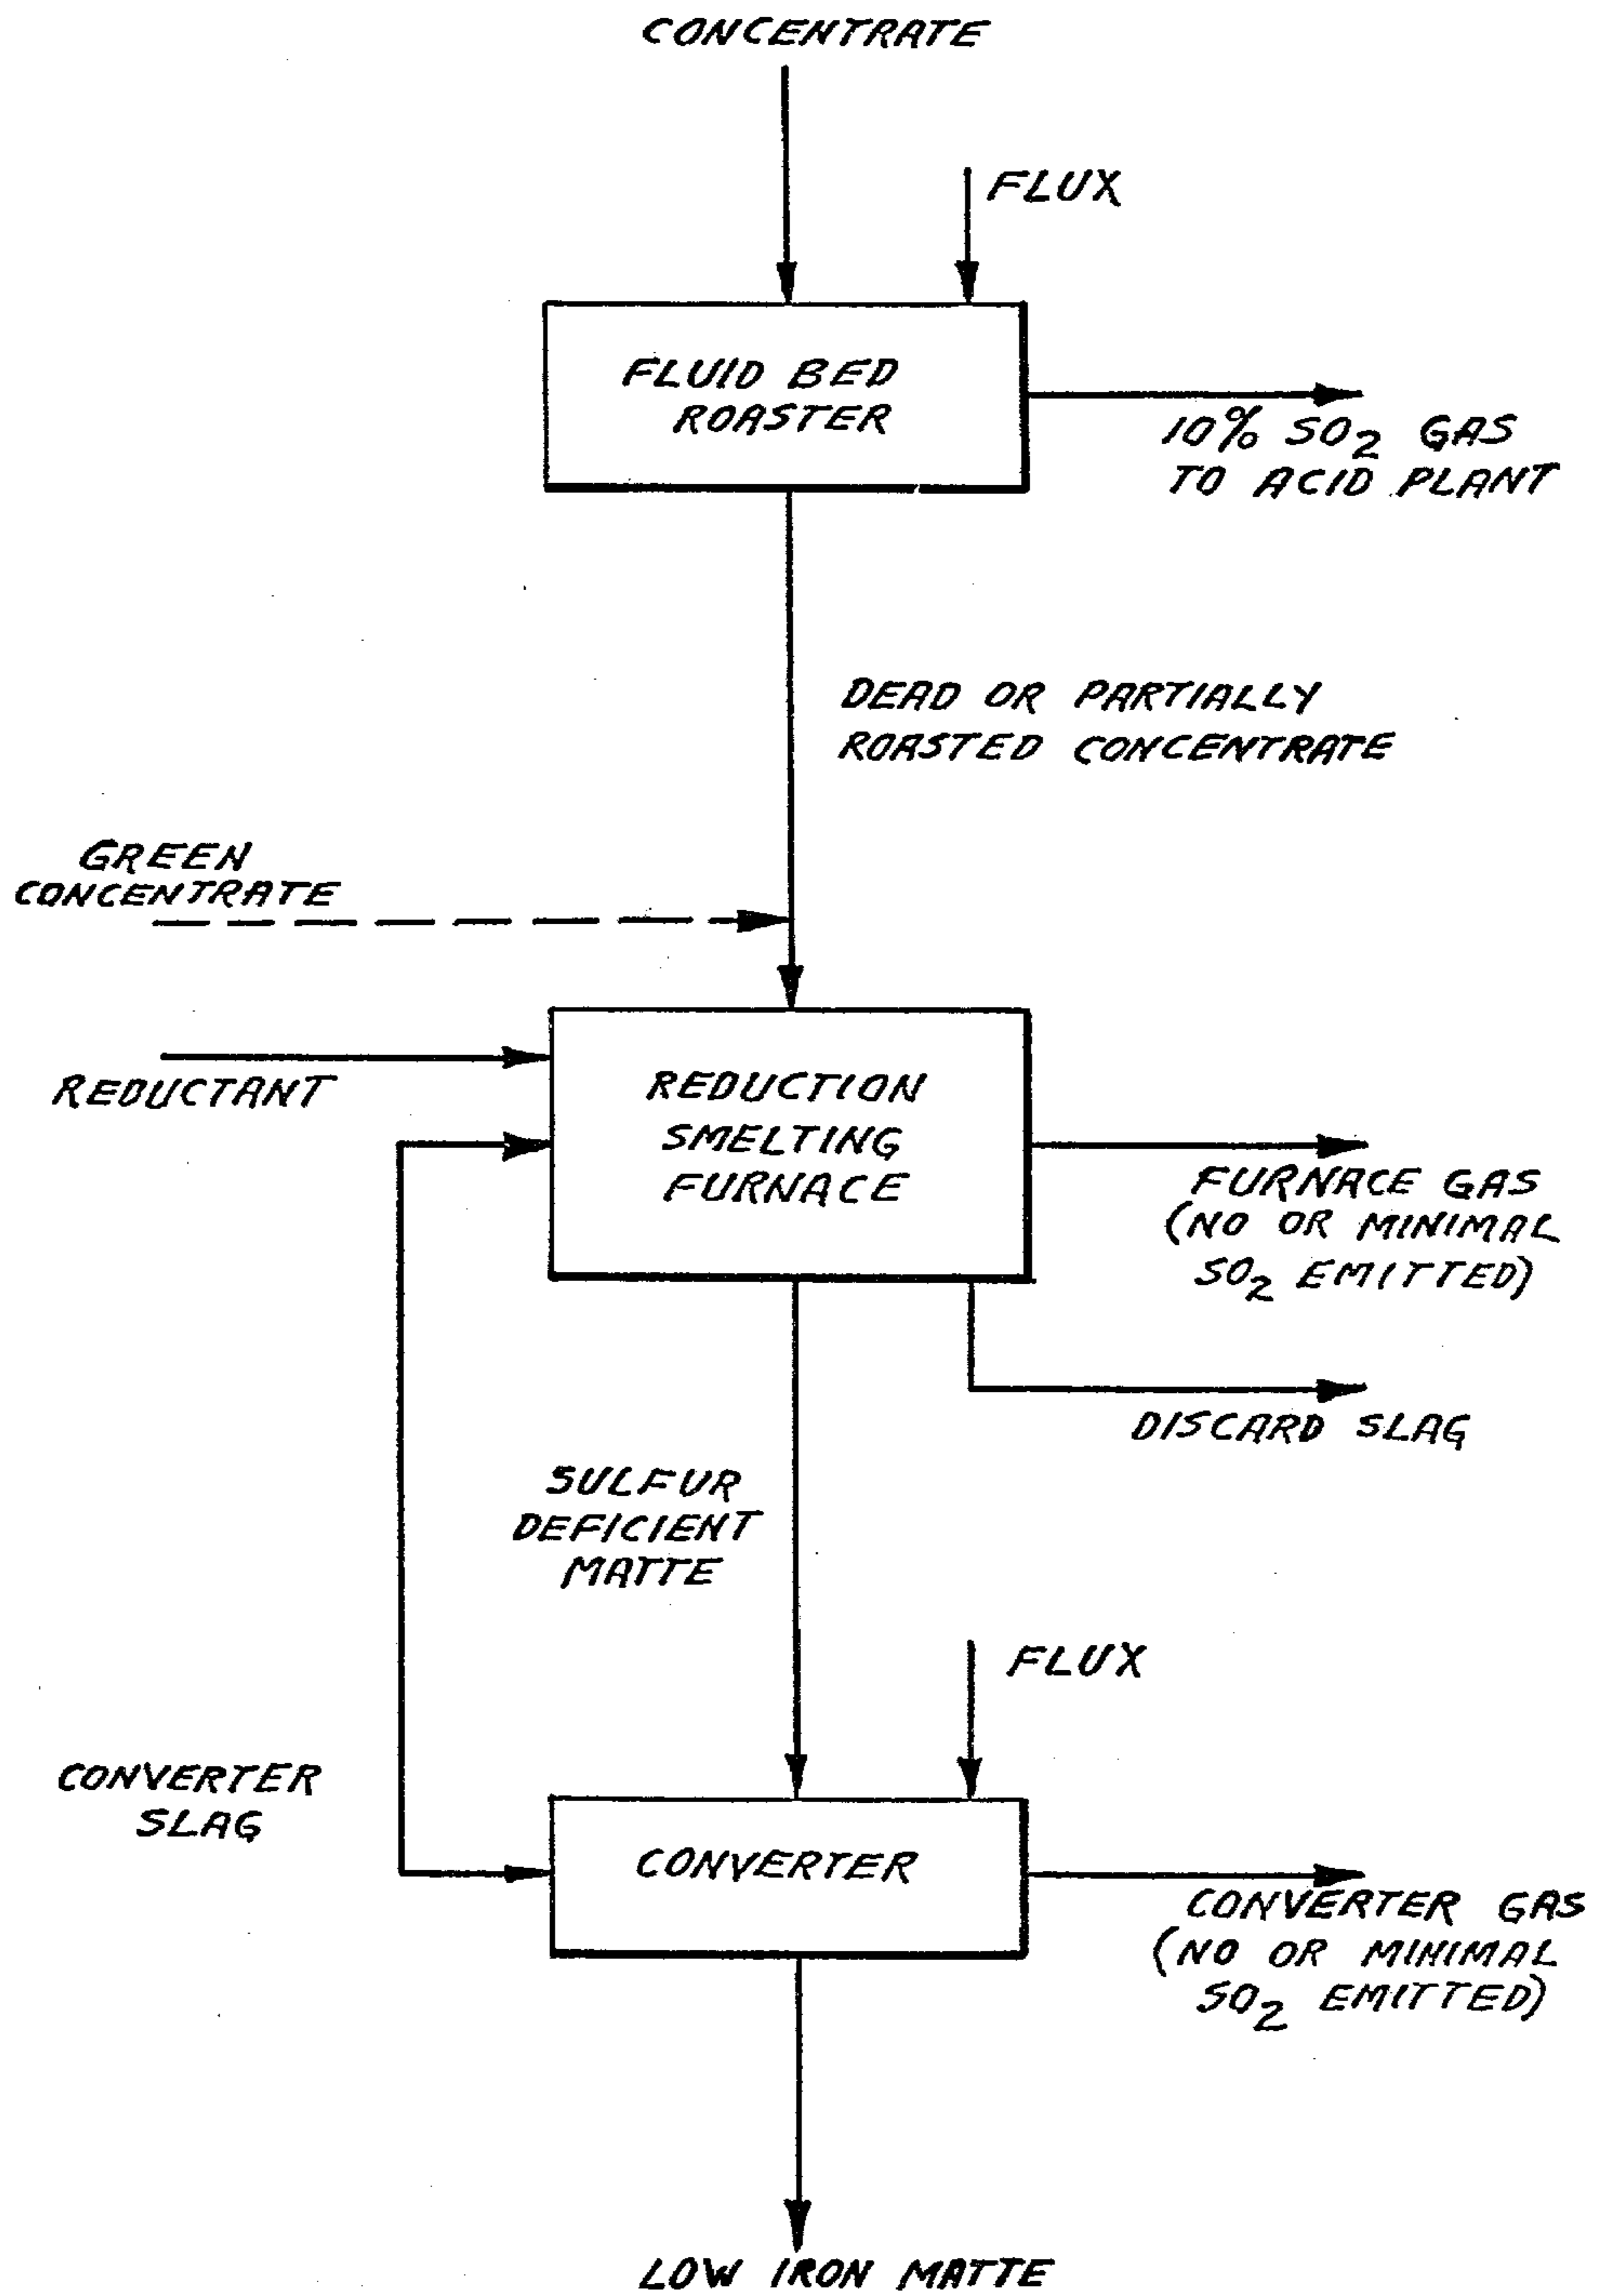 CONCENTRATE
FLUX
FLUID BED
ROASTER
10% SO2 GAS
TO ACID PLANT
DEAD OR PARTIALLY
ROASTED CONCENTRATE
GREEN
CONCENTRATE
REDUCTANT
REDUCTION
SMELTING
FURNACE
FURNACE GAS
(NO OR MINIMAL
SO2 EMITTED)
DISCARD SLAG
SULFUR
DEFICIENT
MATTE
FLUX
CONVERTER
SLAG
CONVERTER
CONVERTER GAS
(NO OR MINIMAL
SO2 EMITTED)
LOW IRON MATTE